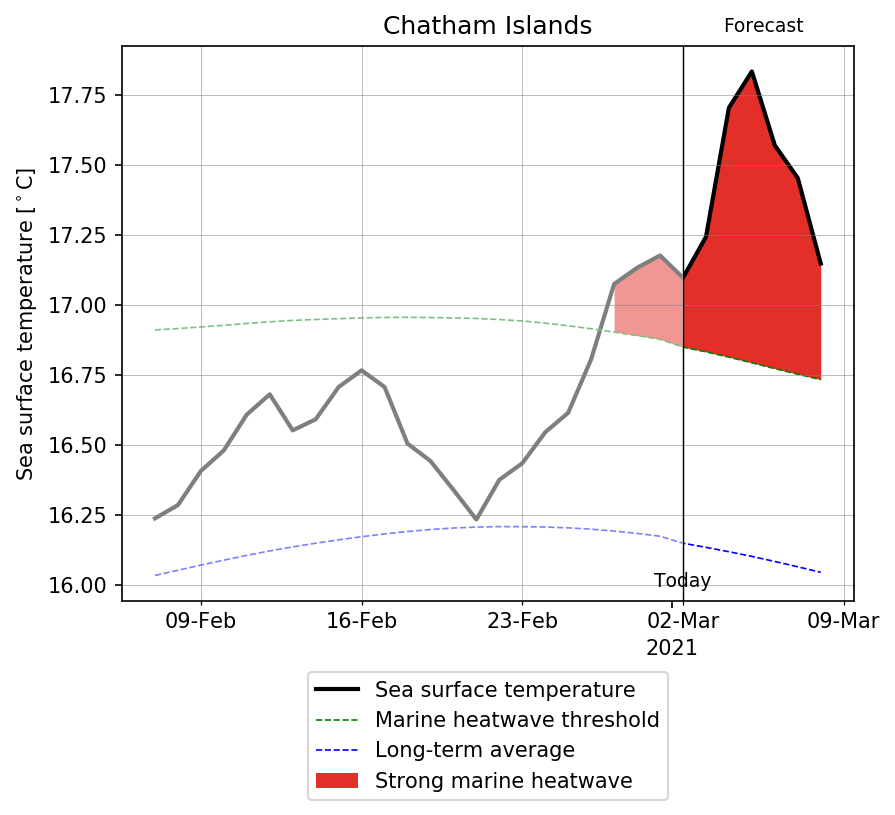 Chatham Islands
Forecast
Sea surface temperature [°C]
17.75
17.50
17.25
17.00
16.75
16.50
16.25
16.00
Today
09-Feb 16-Feb 23-Feb 02-Mar 09-Mar
2021
Sea surface temperature
Marine heatwave threshold
Long-term average
Strong marine heatwave